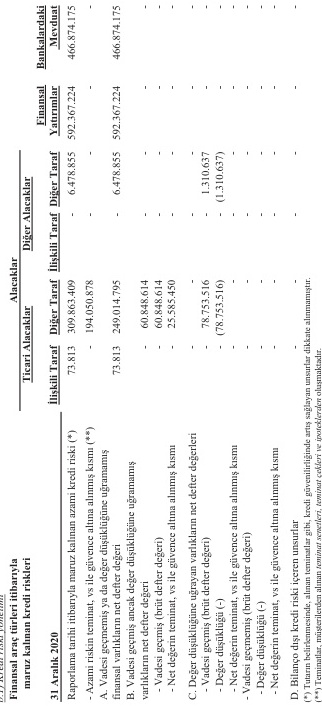 Finansal araç türleri itibarıyla
maruz kalınan kredi riskleri
Alacaklar
Ticari Alacaklar Diğer Alacaklar
Finansal Bankalardaki
31 Aralık 2020 İlişkili Taraf Diğer Taraf İlişkili Taraf Diğer Taraf Yatırımlar Mevduat
Raporlama tarihi itibarıyla maruz kalınan azami kredi riski (*) 73.813 309.863.409 - 6.478.855 592.367.224 466.874.175
- Azami riskin teminat, vs ile güvence altına alınmış kısmı (**) - 194.050.878 - - - -
A. Vadesi geçmemiş ya da değer düşüklüğüne uğramamış
finansal varlıkların net defter değeri 73.813 249.014.795 - 6.478.855 592.367.224 466.874.175
B. Vadesi geçmiş ancak değer düşüklüğüne uğramamış
varlıkların net defter değeri - 60.848.614 - - - -
- Vadesi geçmiş (brüt defter değeri) - 60.848.614 - - - -
- Net değerin teminat, vs ile güvence altına alınmış kısmı - 25.585.450 - - - -
C. Değer düşüklüğüne uğrayan varlıkların net defter değerleri - - - - - -
- Vadesi geçmiş (brüt defter değeri) - 78.753.516 - 1.310.637 - -
- Değer düşüklüğü (-) - (78.753.516) - (1.310.637) - -
- Net değerin teminat, vs ile güvence altına alınmış kısmı - - - - - -
- Vadesi geçmemiş (brüt defter değeri) - - - - - -
- Değer düşüklüğü (-) - - - - - -
- Net değerin teminat, vs ile güvence altına alınmış kısmı - - - - - -
D. Bilanço dışı kredi riski içeren unsurlar - - - - - -
(*) Tutarın belirlenmesinde, alınan teminatlar gibi, kredi güvenilirliğinde artış sağlayan unsurlar dikkate alınmamıştır.
(**) Teminatlar, müşterilerden alınan teminat senetleri, teminat çekleri ve ipoteklerden oluşmaktadır.